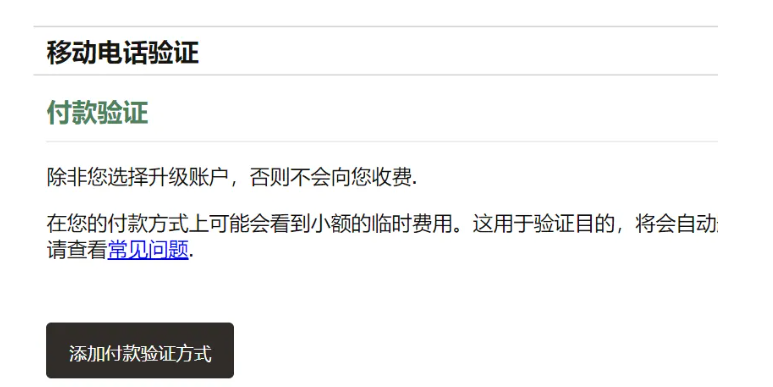 移动电话验证
付款验证
除非您选择升级账户，否则不会向您收费.
在您的付款方式上可能会看到小额的临时费用。这用于验证目的，将会自动
请查看常见问题.
添加付款验证方式